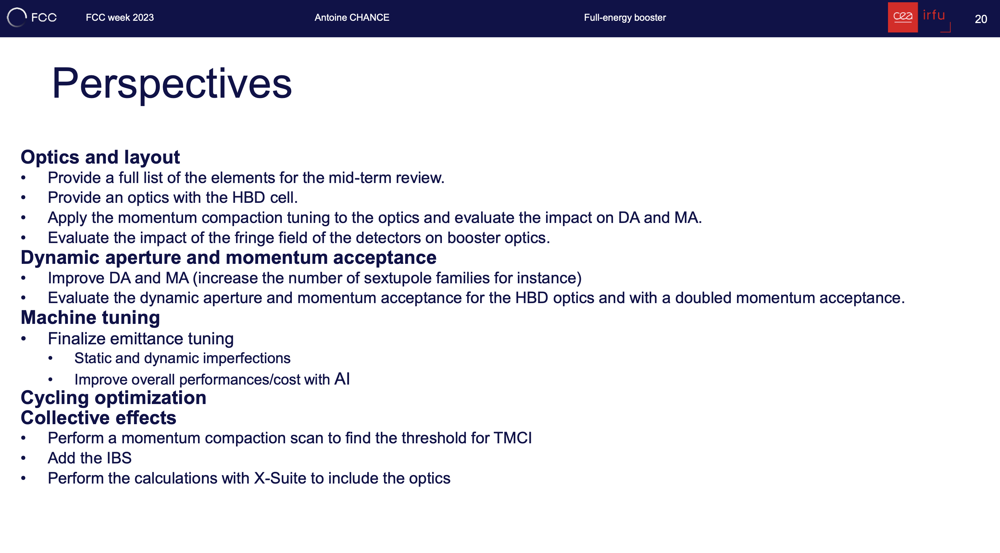 FCC FCC week 2023 Antoine CHANCE Full-energy booster cea irfu 20
Perspectives
Optics and layout
• Provide a full list of the elements for the mid-term review.
• Provide an optics with the HBD cell.
• Apply the momentum compaction tuning to the optics and evaluate the impact on DA and MA.
• Evaluate the impact of the fringe field of the detectors on booster optics.
Dynamic aperture and momentum acceptance
• Improve DA and MA (increase the number of sextupole families for instance)
• Evaluate the dynamic aperture and momentum acceptance for the HBD optics and with a doubled momentum acceptance.
Machine tuning
• Finalize emittance tuning
• Static and dynamic imperfections
• Improve overall performances/cost with AI
Cycling optimization
Collective effects
• Perform a momentum compaction scan to find the threshold for TMCI
• Add the IBS
• Perform the calculations with X-Suite to include the optics